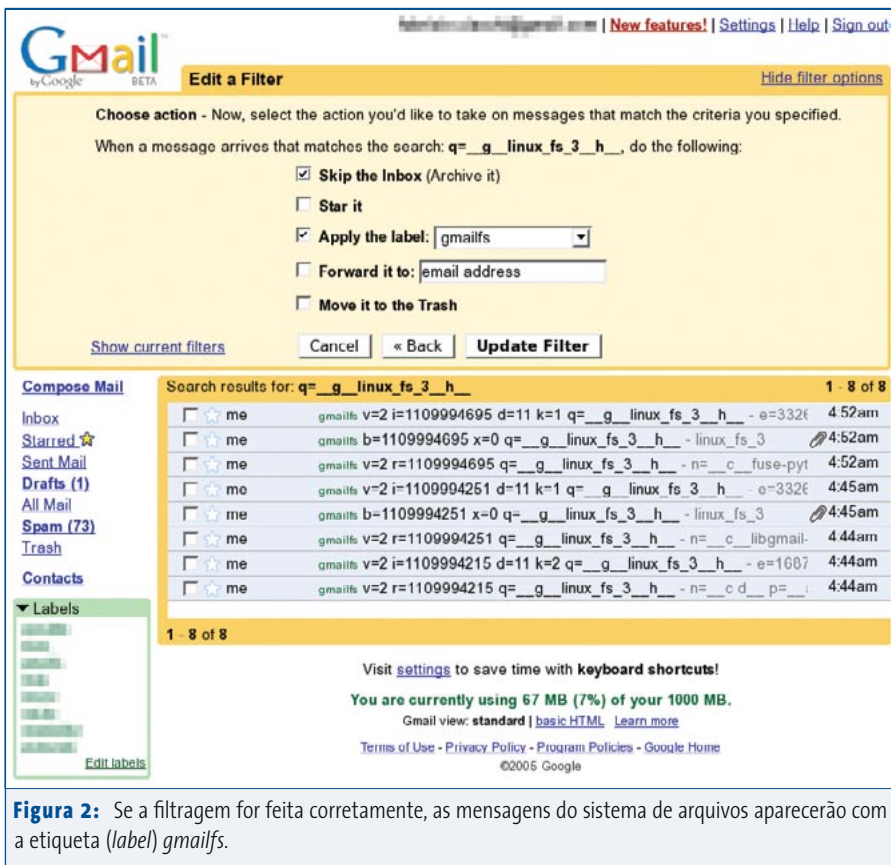 New features! | Settings | Help | Sign out
Gmail
by Google BETA
Edit a Filter
Hide filter options
Choose action - Now, select the action you'd like to take on messages that match the criteria you specified.
When a message arrives that matches the search: q=__g__linux_fs_3__h__, do the following:
Skip the Inbox (Archive it)
Star it
Apply the label: gmailfs
Forward it to: email address
Move it to the Trash
Show current filters Cancel « Back Update Filter
Compose Mail
Inbox
Starred
Sent Mail
Drafts (1)
All Mail
Spam (73)
Trash
Contacts
Labels
Edit labels
Search results for: q=__g__linux_fs_3__h__ 1 - 8 of 8
me gmailfs v=2 i=1109994695 d=11 k=1 q=__g__linux_fs_3__h__ - e=3326 4:52am
me gmailfs b=1109994695 x=0 q=__g__linux_fs_3__h__ - linux_fs_3 4:52am
me gmailfs v=2 r=1109994695 q=__g__linux_fs_3__h__ - n=__c__fuse-pyt 4:52am
me gmailfs v=2 i=1109994251 d=11 k=1 q=__g__linux_fs_3__h__ - e=3326 4:45am
me gmailfs b=1109994251 x=0 q=__g__linux_fs_3__h__ - linux_fs_3 4:45am
me gmailfs v=2 r=1109994251 q=__g__linux_fs_3__h__ - n=__c__libgmail- 4:44am
me gmailfs v=2 i=1109994215 d=11 k=2 q=__g__linux_fs_3__h__ - e=1687 4:44am
me gmailfs v=2 r=1109994215 q=__g__linux_fs_3__h__ - n=__c d__ p=__ 4:44am
1 - 8 of 8
Visit settings to save time with keyboard shortcuts!
You are currently using 67 MB (7%) of your 1000 MB.
Gmail view: standard | basic HTML Learn more
Terms of Use - Privacy Policy - Program Policies - Google Home
©2005 Google
Figura 2: Se a filtragem for feita corretamente, as mensagens do sistema de arquivos aparecerão com
a etiqueta (label) gmailfs.